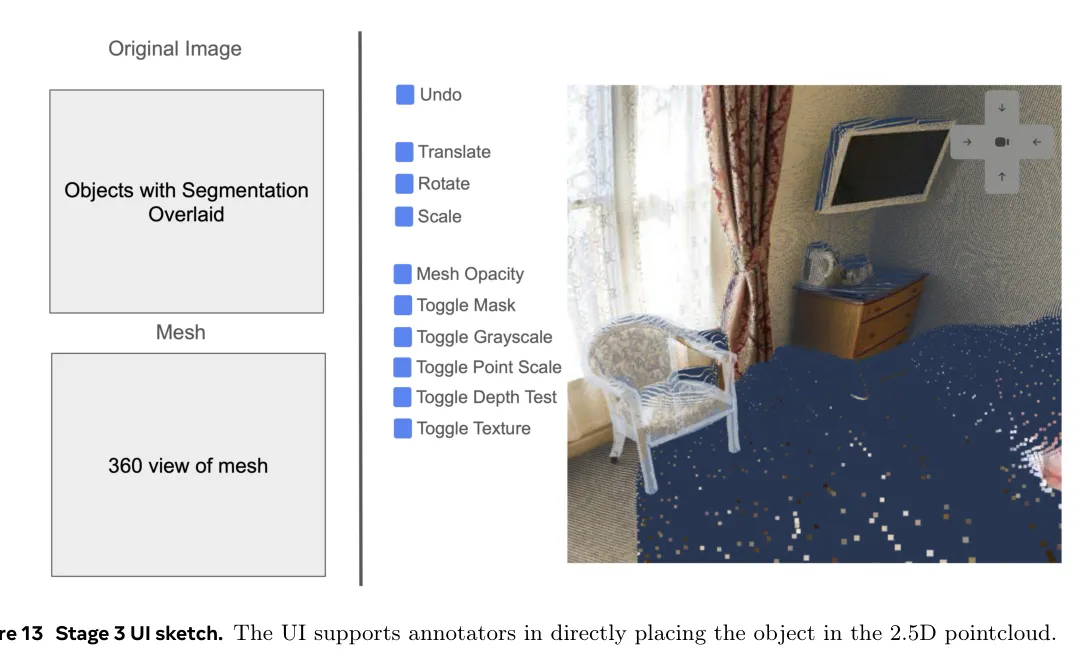 Original Image
Objects with Segmentation
Overlaid
Mesh
360 view of mesh
Undo
Translate
Rotate
Scale
Mesh Opacity
Toggle Mask
Toggle Grayscale
Toggle Point Scale
Toggle Depth Test
Toggle Texture
re 13 Stage 3 UI sketch. The UI supports annotators in directly placing the object in the 2.5D pointcloud.